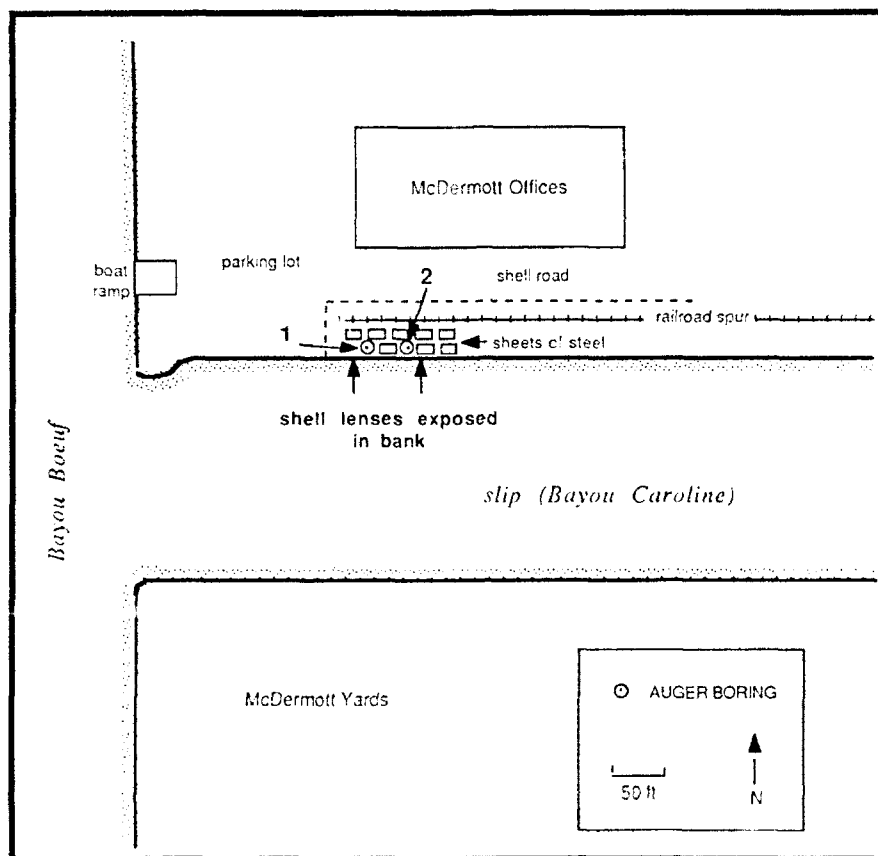 McDermott Offices
boat
ramp
parking lot
2
shell road
1
railroad spur
sheets of steel
shell lenses exposed
in bank
Bayou Boeuf
slip (Bayou Caroline)
McDermott Yards
AUGER BORING
50 ft
N